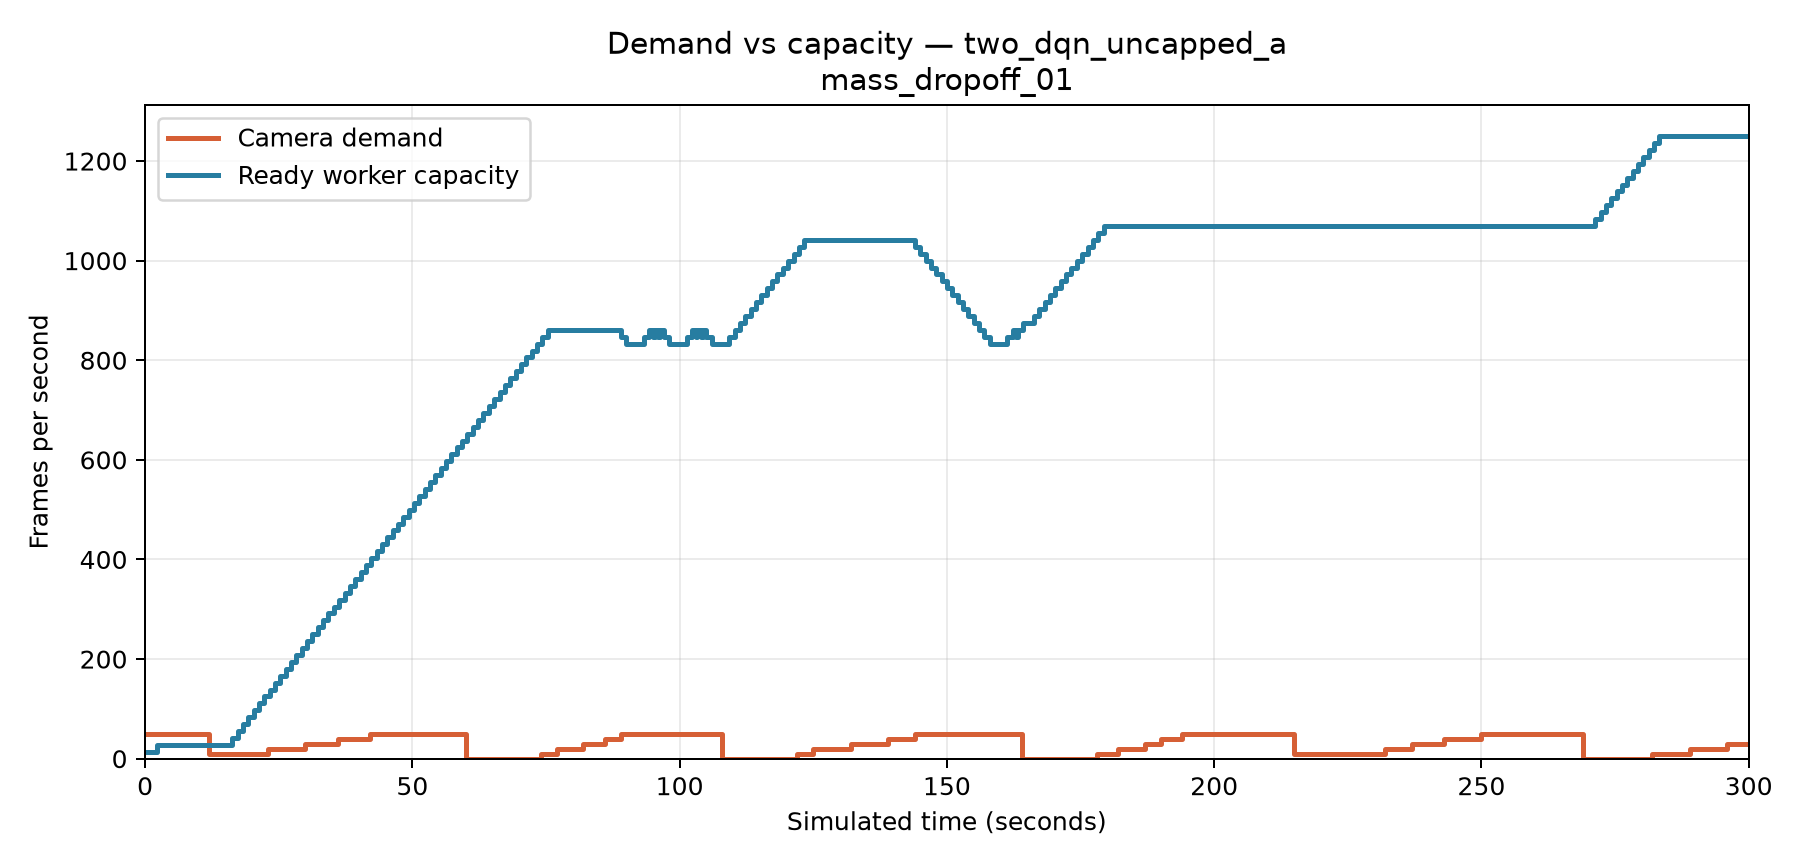 Demand vs capacity — two_dqn_uncapped_a
mass_dropoff_01
Camera demand
Ready worker capacity
Frames per second
1200
1000
800
600
400
200
0
0 50 100 150 200 250 300
Simulated time (seconds)